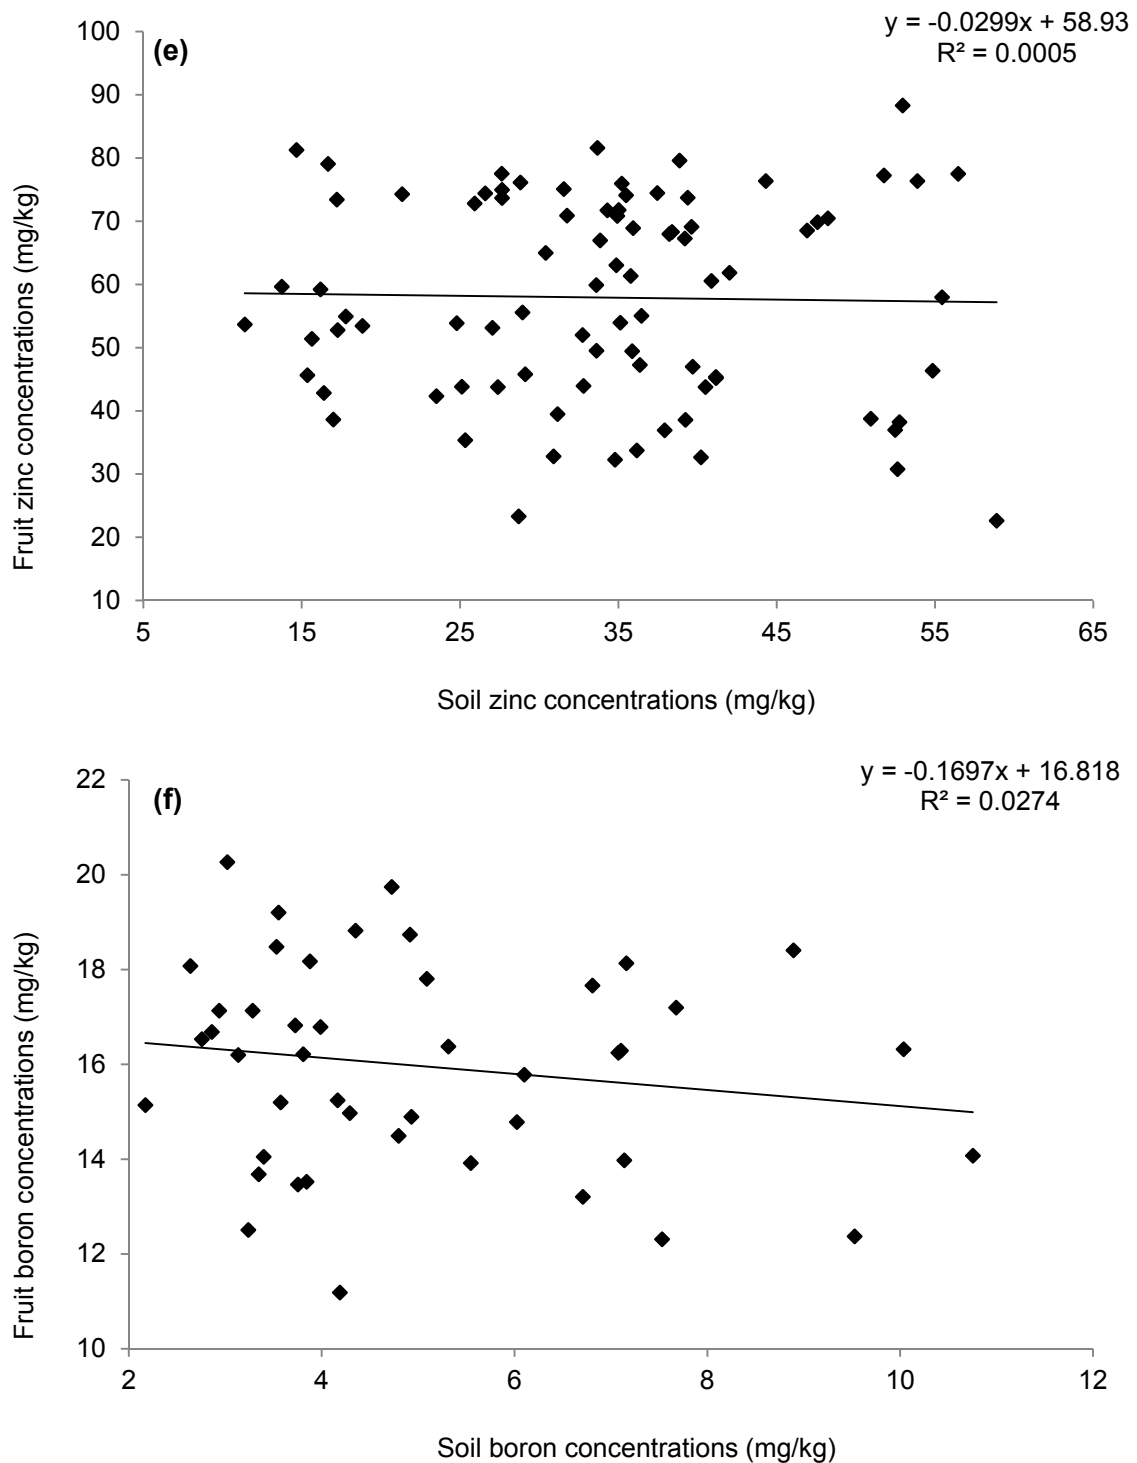 y = -0.0299x + 58.93
R² = 0.0005
(e)
100
90
80
70
60
50
40
30
20
10
Fruit zinc concentrations (mg/kg)
5 15 25 35 45 55 65
Soil zinc concentrations (mg/kg)
y = -0.1697x + 16.818
R² = 0.0274
(f)
22
20
18
16
14
12
10
Fruit boron concentrations (mg/kg)
2 4 6 8 10 12
Soil boron concentrations (mg/kg)